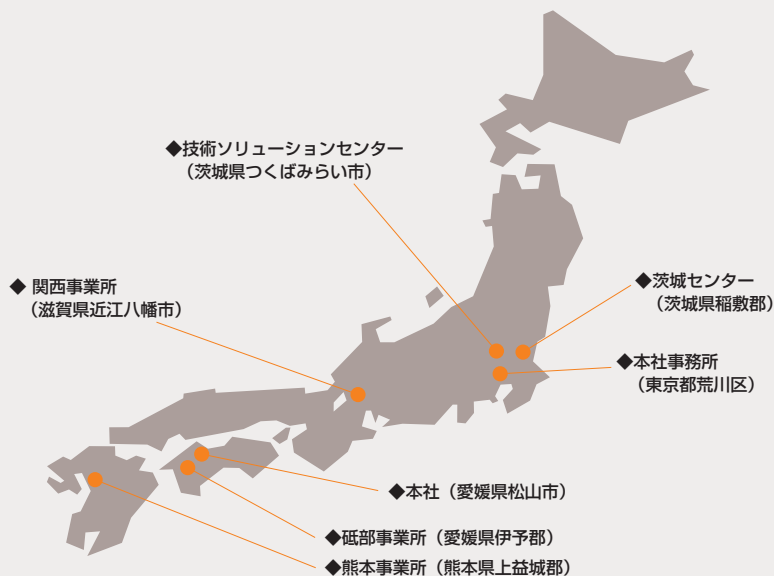 ◆技術ソリューションセンター
（茨城県つくばみらい市）
◆ 関西事業所
（滋賀県近江八幡市）
◆茨城センター
（茨城県稲敷郡）
◆本社事務所
（東京都荒川区）
◆本社（愛媛県松山市）
◆砥部事業所（愛媛県伊予郡）
◆熊本事業所（熊本県上益城郡）